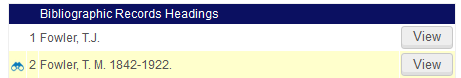 Bibliographic Records Headings
1 Fowler, T.J. View
2 Fowler, T. M. 1842-1922. View